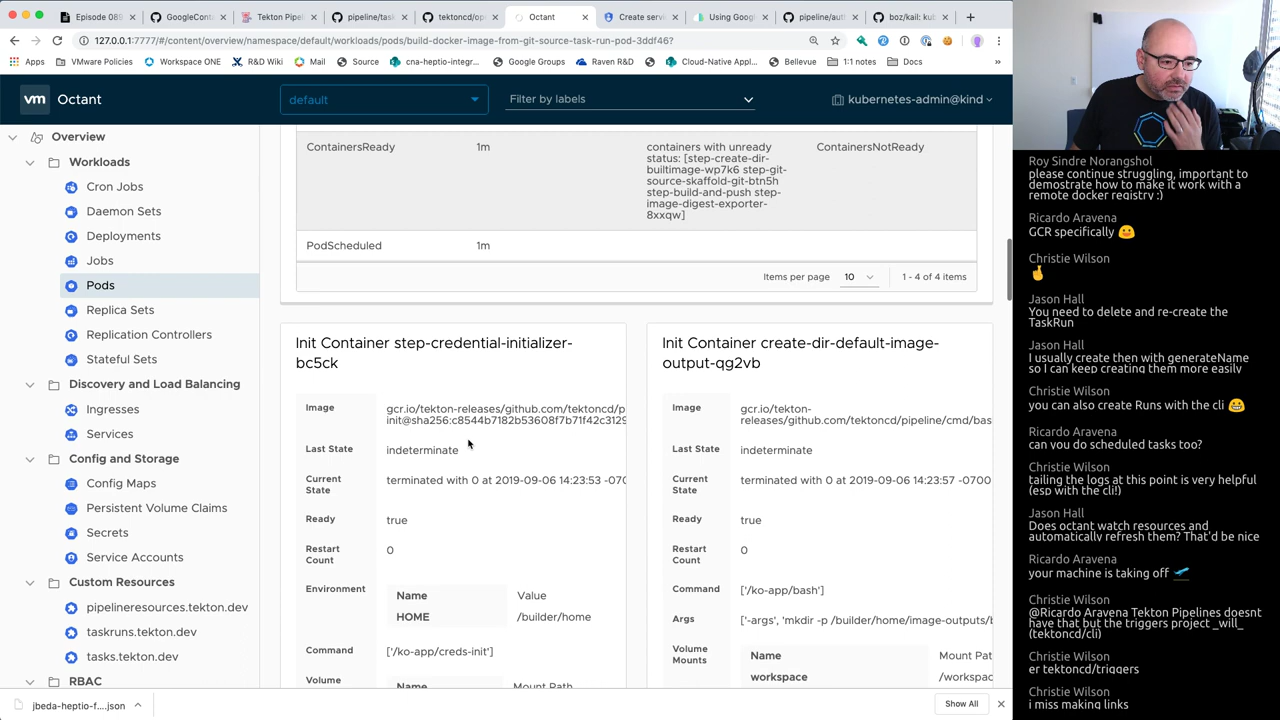 Episode 089
GoogleCont
Tekton Pipel
pipeline/task
tektoncd/ope
Octant
Create servi
Using Googl
pipeline/aut
boz/kail: kub
127.0.0.1:7777/#/content/overview/namespace/default/workloads/pods/build-docker-image-from-git-source-task-run-pod-3ddf46?
Apps
VMware Policies
Workspace ONE
R&D Wiki
Mail
Source
cna-heptio-integr...
Google Groups
Raven R&D
Cloud-Native Appl...
Bellevue
1:1 notes
Docs
»
vm
Octant
default
Filter by labels
kubernetes-admin@kind
Overview
Workloads
Cron Jobs
Daemon Sets
Deployments
Jobs
Pods
Replica Sets
Replication Controllers
Stateful Sets
Discovery and Load Balancing
Ingresses
Services
Config and Storage
Config Maps
Persistent Volume Claims
Secrets
Service Accounts
Custom Resources
pipelineresources.tekton.dev
taskruns.tekton.dev
tasks.tekton.dev
RBAC
ContainersReady
1m
containers with unready
status: [step-create-dir-
builtimage-wp7k6 step-git-
source-skaffold-git-btn5h
step-build-and-push step-
image-digest-exporter-
8xxqw]
ContainersNotReady
PodScheduled
1m
Items per page
10
1 - 4 of 4 items
Init Container step-credential-initializer-
bc5ck
Image
gcr.io/tekton-releases/github.com/tektoncd/p
init@sha256:c8544b7182b53608f7b71f42c3129
Last State
indeterminate
Current
State
terminated with 0 at 2019-09-06 14:23:53 -070
Ready
true
Restart
Count
0
Environment
Name
Value
HOME
/builder/home
Command
['/ko-app/creds-init']
Volume
Name
Mount Path
Init Container create-dir-default-image-
output-qg2vb
Image
gcr.io/tekton-
releases/github.com/tektoncd/pipeline/cmd/bas
Last State
indeterminate
Current
State
terminated with 0 at 2019-09-06 14:23:57 -0700
Ready
true
Restart
Count
0
Command
['/ko-app/bash']
Args
['-args', 'mkdir -p /builder/home/image-outputs/b
Volume
Mounts
Name
Mount Pat
workspace
/workspac
jbeda-heptio-f....json
Show All
Roy Sindre Norangshol
please continue struggling, important to
demostrate how to make it work with a
remote docker registry :)
Ricardo Aravena
GCR specifically
Christie Wilson
Jason Hall
You need to delete and re-create the
TaskRun
Jason Hall
I usually create then with generateName
so I can keep creating them more easily
Christie Wilson
you can also create Runs with the cli
Ricardo Aravena
can you do scheduled tasks too?
Christie Wilson
tailing the logs at this point is very helpful
(esp with the cli!)
Jason Hall
Does octant watch resources and
automatically refresh them? That'd be nice
Ricardo Aravena
your machine is taking off
Christie Wilson
@Ricardo Aravena Tekton Pipelines doesnt
have that but the triggers project _will_
(tektoncd/cli)
Christie Wilson
er tektoncd/triggers
Christie Wilson
i miss making links